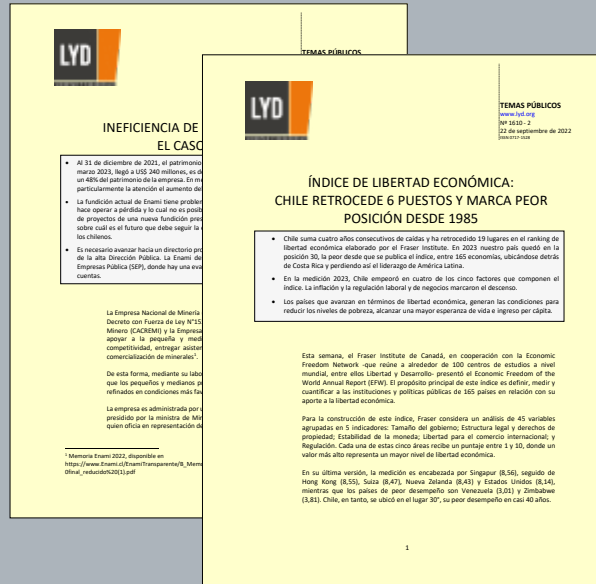 LYD
TEMAS PÚBLICOS
INEFICIENCIA DE
EL CASO
• Al 31 de diciembre de 2021, el patrimonio
marzo 2023, llegó a US$ 240 millones, es de
un 48% del patrimonio de la empresa. En me
particularmente la atención el aumento del
• La fundición actual de Enami tiene problem
hace operar a pérdida y lo cual no es posib
de proyectos de una nueva fundición pres
sobre cuál es el futuro que debe seguir la
los chilenos.
• Es necesario avanzar hacia un directorio pro
de la alta Dirección Pública. La Enami de
Empresas Pública (SEP), donde hay una eva
cuentas.
La Empresa Nacional de Minería
Decreto con Fuerza de Ley N°15
Minero (CACREMI) y la Empresa
apoyar a la pequeña y medi
competitividad, entregar asisten
comercialización de minerales¹.
De esta forma, mediante su labo
que los pequeños y medianos p
refinados en condiciones más fav
La empresa es administrada por u
presidido por la ministra de Min
quien oficia en representación de
¹ Memoria Enami 2022, disponible en
https://www.Enami.cl/EnamiTransparente/B_Mem
0final_reducido%20(1).pdf
LYD
TEMAS PÚBLICOS
www.lyd.org
Nº 1610 - 2
22 de septiembre de 2022
ISSN 0717-1528
ÍNDICE DE LIBERTAD ECONÓMICA:
CHILE RETROCEDE 6 PUESTOS Y MARCA PEOR
POSICIÓN DESDE 1985
• Chile suma cuatro años consecutivos de caídas y ha retrocedido 19 lugares en el ranking de
libertad económica elaborado por el Fraser Institute. En 2023 nuestro país quedó en la
posición 30, la peor desde que se publica el índice, entre 165 economías, ubicándose detrás
de Costa Rica y perdiendo así el liderazgo de América Latina.
• En la medición 2023, Chile empeoró en cuatro de los cinco factores que componen el
índice. La inflación y la regulación laboral y de negocios marcaron el descenso.
• Los países que avanzan en términos de libertad económica, generan las condiciones para
reducir los niveles de pobreza, alcanzar una mayor esperanza de vida e ingreso per cápita.
Esta semana, el Fraser Institute de Canadá, en cooperación con la Economic
Freedom Network -que reúne a alrededor de 100 centros de estudios a nivel
mundial, entre ellos Libertad y Desarrollo- presentó el Economic Freedom of the
World Annual Report (EFW). El propósito principal de este índice es definir, medir y
cuantificar a las instituciones y políticas públicas de 165 países en relación con su
aporte a la libertad económica.
Para la construcción de este índice, Fraser considera un análisis de 45 variables
agrupadas en 5 indicadores: Tamaño del gobierno; Estructura legal y derechos de
propiedad; Estabilidad de la moneda; Libertad para el comercio internacional; y
Regulación. Cada una de estas cinco áreas recibe un puntaje entre 1 y 10, donde un
valor más alto representa un mayor nivel de libertad económica.
En su última versión, la medición es encabezada por Singapur (8,56), seguido de
Hong Kong (8,55), Suiza (8,47), Nueva Zelanda (8,43) y Estados Unidos (8,14),
mientras que los países de peor desempeño son Venezuela (3,01) y Zimbabwe
(3,81). Chile, en tanto, se ubicó en el lugar 30°, su peor desempeño en casi 40 años.
1